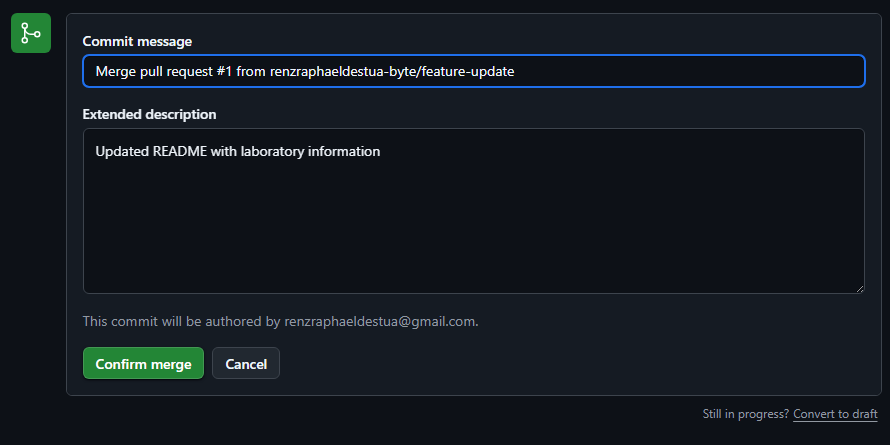 Commit message
Merge pull request #1 from renzraphaeldestua-byte/feature-update
Extended description
Updated README with laboratory information
This commit will be authored by renzraphaeldestua@gmail.com.
Confirm merge Cancel
Still in progress? Convert to draft